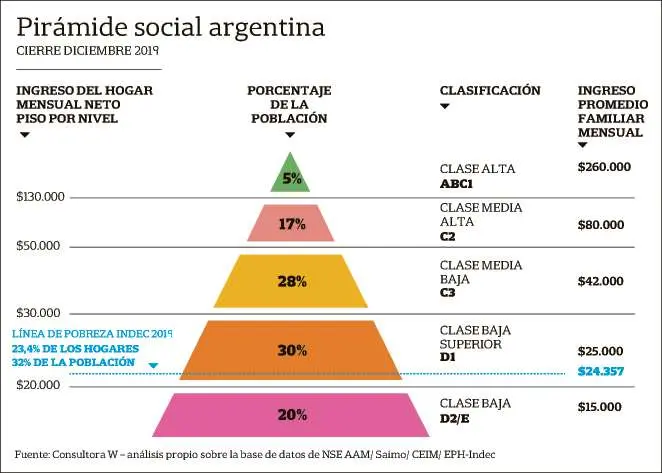 Pirámide social argentina
CIERRE DICIEMBRE 2019
INGRESO DEL HOGAR
MENSUAL NETO
PISO POR NIVEL
PORCENTAJE
DE LA
POBLACIÓN
CLASIFICACIÓN
INGRESO
PROMEDIO
FAMILIAR
MENSUAL
5%
CLASE ALTA
ABC1
$260.000
$130.000
17%
CLASE MEDIA
ALTA
C2
$80.000
$50.000
28%
CLASE MEDIA
BAJA
C3
$42.000
$30.000
LÍNEA DE POBREZA INDEC 2019
23,4% DE LOS HOGARES
32% DE LA POBLACIÓN
30%
CLASE BAJA
SUPERIOR
D1
$25.000
$24.357
$20.000
20%
CLASE BAJA
D2/E
$15.000
Fuente: Consultora W – análisis propio sobre la base de datos de NSE AAM/ Saimo/ CEIM/ EPH-Indec